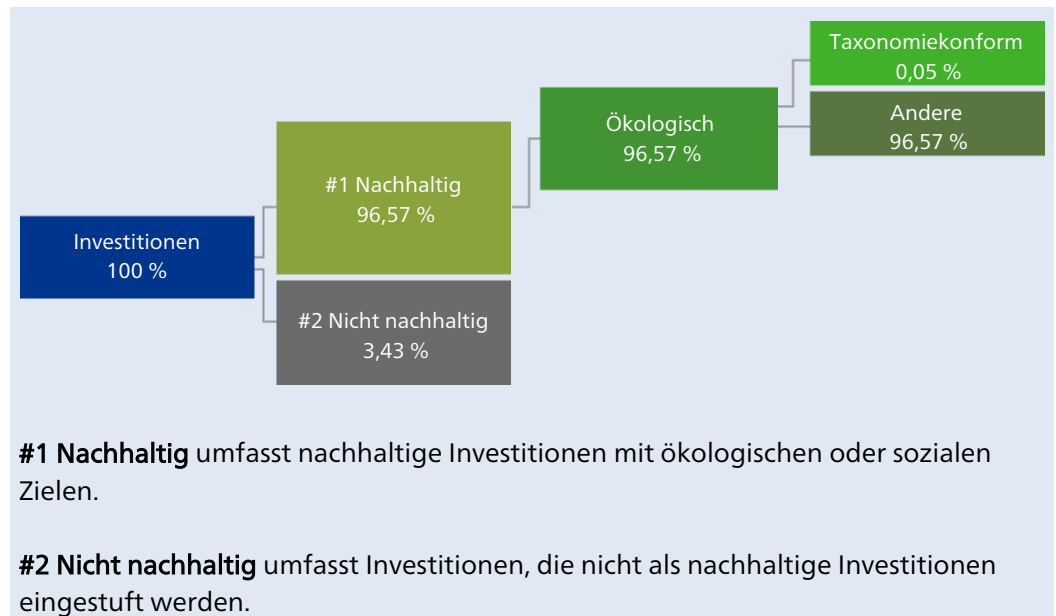 Taxonomiekonform
0,05 %
Ökologisch
96,57 %
Andere
96,57 %
#1 Nachhaltig
96,57 %
Investitionen
100 %
#2 Nicht nachhaltig
3,43 %
#1 Nachhaltig umfasst nachhaltige Investitionen mit ökologischen oder sozialen
Zielen.
#2 Nicht nachhaltig umfasst Investitionen, die nicht als nachhaltige Investitionen
eingestuft werden.